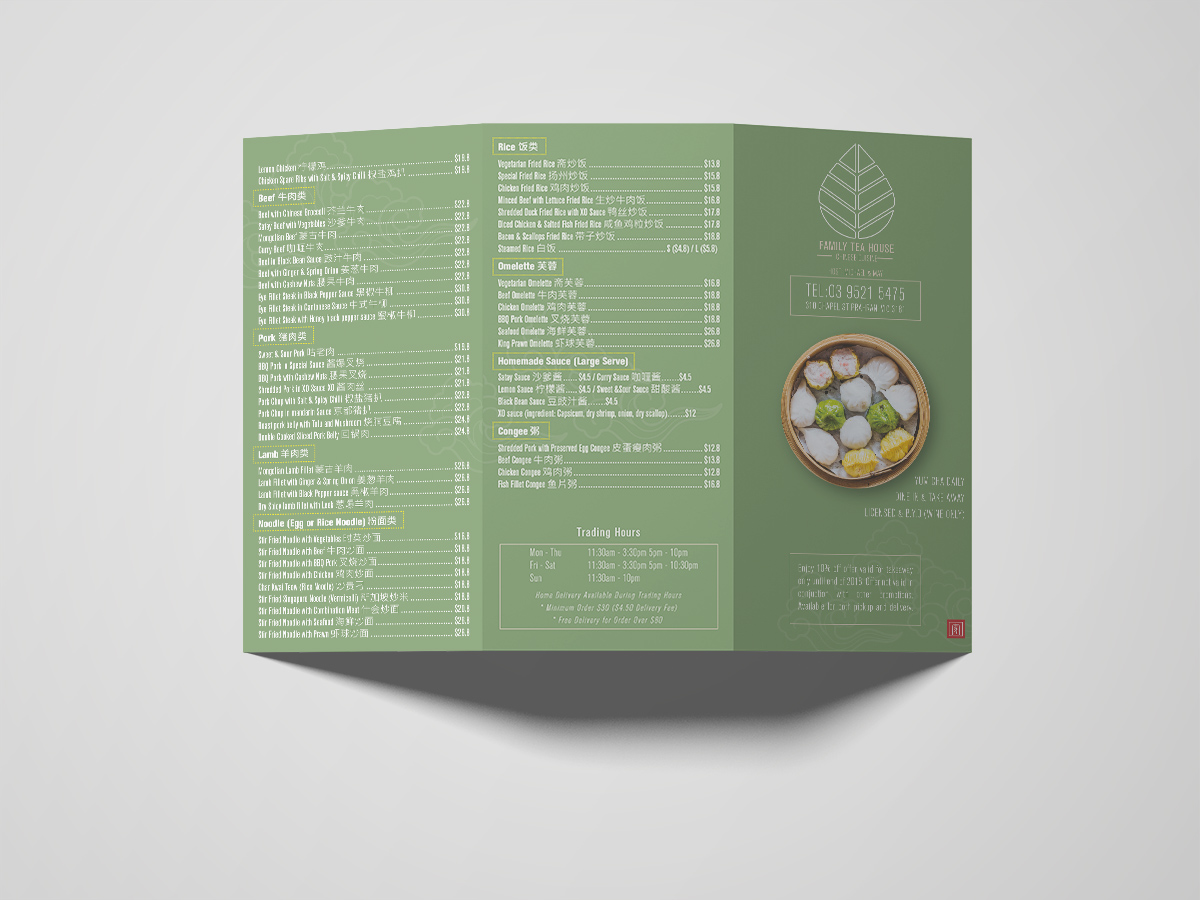 Lemon Chicken 柠檬鸡 $19.8
Chicken Spare Ribs with Salt & Spicy Chilli 椒盐鸡扒 $19.8
Beef 牛肉类
Beef with Chinese Broccoli 芥兰牛肉 $22.8
Satay Beef with Vegetables 沙爹牛肉 $22.8
Mongolian Beef 蒙古牛肉 $22.8
Curry Beef 咖喱牛肉 $22.8
Beef in Black Bean Sauce 豉汁牛肉 $22.8
Beef with Ginger & Spring Onion 姜葱牛肉 $22.8
Beef with Cashew Nuts 腰果牛肉 $22.8
Eye Fillet Steak in Black Pepper Sauce 黑椒牛柳 $30.8
Eye Fillet Steak in Cantonese Sauce 中式牛柳 $30.8
Eye Fillet Steak with Honey black pepper sauce 蜜椒牛柳 $30.8
Pork 猪肉类
Sweet & Sour Pork 咕老肉 $19.8
BBQ Pork in Special Sauce 酱爆叉烧 $21.8
BBQ Pork with Cashew Nuts 腰果叉烧 $21.8
Shredded Pork in XO Sauce XO 酱肉丝 $21.8
Pork Chop with Salt & Spicy Chilli 椒盐猪扒 $22.8
Pork Chop in mandarin Sauce 京都猪扒 $22.8
Roast pork belly with Tofu and Mushroom 烧肉豆腐 $24.8
Double Cooked Sliced Pork Belly 回锅肉 $24.8
Lamb 羊肉类
Mongolian Lamb Fillet 蒙古羊肉 $26.8
Lamb Fillet with Ginger & Spring Onion 姜葱羊肉 $26.8
Lamb Fillet with Black Pepper sauce 黑椒羊肉 $26.8
Dry Spicy Lamb Fillet with Leek 葱爆羊肉 $26.8
Noodle (Egg or Rice Noodle) 粉面类
Stir Fried Noodle with Vegetables 时菜炒面 $16.8
Stir Fried Noodle with Beef 牛肉炒面 $18.8
Stir Fried Noodle with BBQ Pork 叉烧炒面 $18.8
Stir Fried Noodle with Chicken 鸡肉炒面 $18.8
Char Kwai Teow (Rice Noodle) 炒贵刁 $18.8
Stir Fried Singapore Noodle (Vermicelli) 新加坡炒米 $18.8
Stir Fried Noodle with Combination Meat 什会炒面 $20.8
Stir Fried Noodle with Seafood 海鲜炒面 $26.8
Stir Fried Noodle with Prawn 虾球炒面 $26.8
Rice 饭类
Vegetarian Fried Rice 斋炒饭 $13.8
Special Fried Rice 扬州炒饭 $15.8
Chicken Fried Rice 鸡肉炒饭 $15.8
Minced Beef with Lettuce Fried Rice 生炒牛肉饭 $16.8
Shredded Duck Fried Rice with XO Sauce 鸭丝炒饭 $17.8
Diced Chicken & Salted Fish Fried Rice 咸鱼鸡粒炒饭 $17.8
Bacon & Scallops Fried Rice 带子炒饭 $18.8
Steamed Rice 白饭 S ($4.8) / L ($5.8)
Omelette 芙蓉
Vegetarian Omelette 斋芙蓉 $16.8
Beef Omelette 牛肉芙蓉 $18.8
Chicken Omelette 鸡肉芙蓉 $18.8
BBQ Pork Omelette 叉烧芙蓉 $18.8
Seafood Omelette 海鲜芙蓉 $26.8
King Prawn Omelette 虾球芙蓉 $26.8
Homemade Sauce (Large Serve)
Satay Sauce 沙爹酱...... $4.5 / Curry Sauce 咖喱酱.......$4.5
Lemon Sauce 柠檬酱..... $4.5 / Sweet &Sour Sauce 甜酸酱.......$4.5
Black Bean Sauce 豆豉汁酱......$4.5
XO sauce (ingredient: Capsicum, dry shrimp, onion, dry scallop).......$12
Congee 粥
Shredded Pork with Preserved Egg Congee 皮蛋瘦肉粥 $12.8
Beef Congee 牛肉粥 $13.8
Chicken Congee 鸡肉粥 $12.8
Fish Fillet Congee 鱼片粥 $16.8
Trading Hours
Mon - Thu 11:30am - 3:30pm 5pm - 10pm
Fri - Sat 11:30am - 3:30pm 5pm - 10:30pm
Sun 11:30am - 10pm
Home Delivery Available During Trading Hours
* Minimum Order $30 ($4.50 Delivery Fee)
* Free Delivery for Order Over $60
FAMILY TEA HOUSE
TEL:03 9521 5475
YUM CHA DAILY
DINE IN & TAKE AWAY
LICENSED & B.Y.O (WINE ONLY)
Enjoy 10% off offer valid for takeaway
only until end of 2018. Offer not valid in
conjuction with other promotions.
Available for both pickup and delivery.